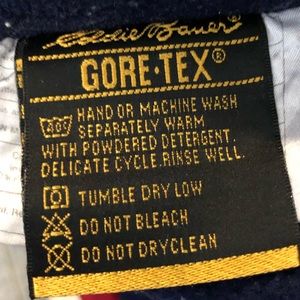 Eddie Bauer®
GORE-TEX®
40°
HAND OR MACHINE WASH
SEPARATELY WARM
WITH POWDERED DETERGENT
DELICATE CYCLE.RINSE WELL.
TUMBLE DRY LOW
DO NOT BLEACH
DO NOT DRYCLEAN